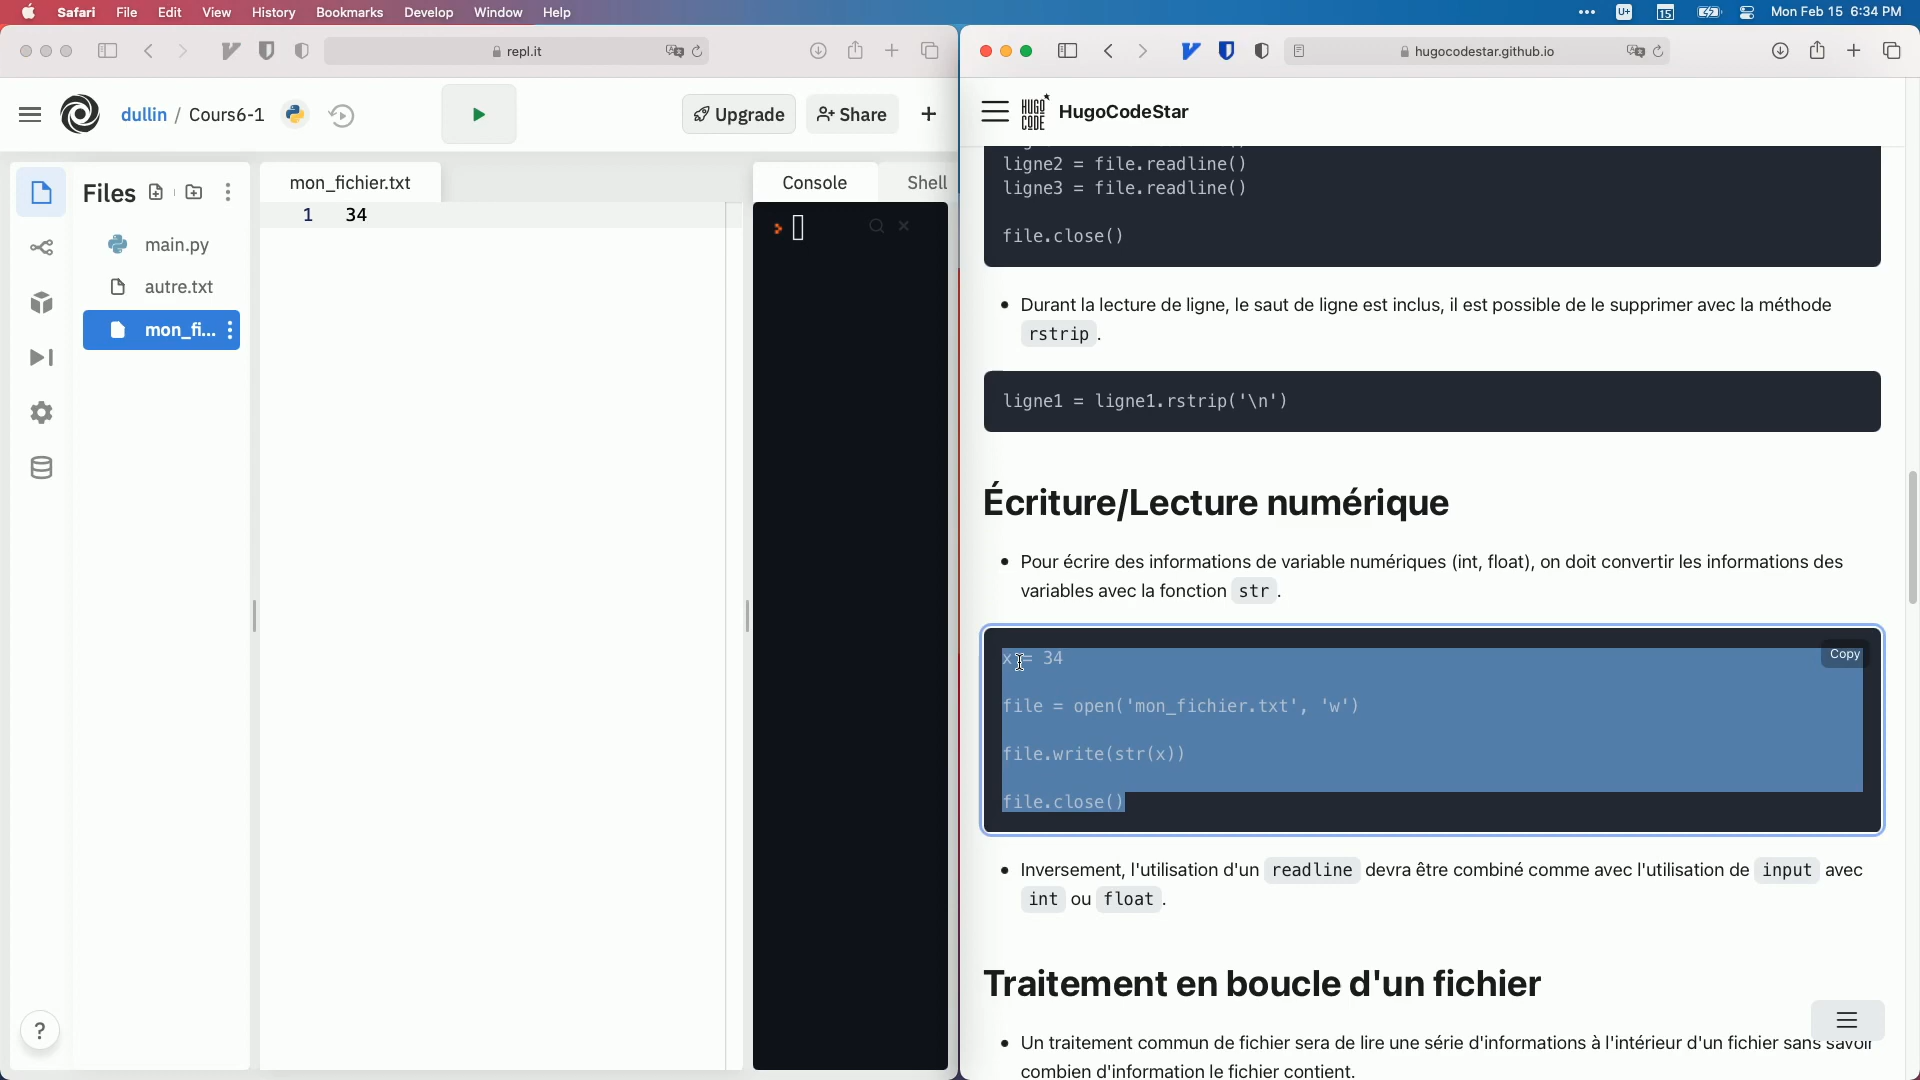 Safari File Edit View History Bookmarks Develop Window Help
U+ 15 Mon Feb 15 6:34 PM
repl.it
hugocodestar.github.io
dullin / Cours6-1
Upgrade
Share
HUGO CODE
HugoCodeStar
Files
mon_fichier.txt
Console
Shell
1 34
main.py
autre.txt
mon_fi...
?
ligne2 = file.readline()
ligne3 = file.readline()
file.close()
Durant la lecture de ligne, le saut de ligne est inclus, il est possible de le supprimer avec la méthode
rstrip .
ligne1 = ligne1.rstrip('\n')
Écriture/Lecture numérique
Pour écrire des informations de variable numériques (int, float), on doit convertir les informations des
variables avec la fonction str .
x = 34
Copy
file = open('mon_fichier.txt', 'w')
file.write(str(x))
file.close()
Inversement, l'utilisation d'un readline devra être combiné comme avec l'utilisation de input avec
int ou float .
Traitement en boucle d'un fichier
Un traitement commun de fichier sera de lire une série d'informations à l'intérieur d'un fichier sans savoir
combien d'information le fichier contient.